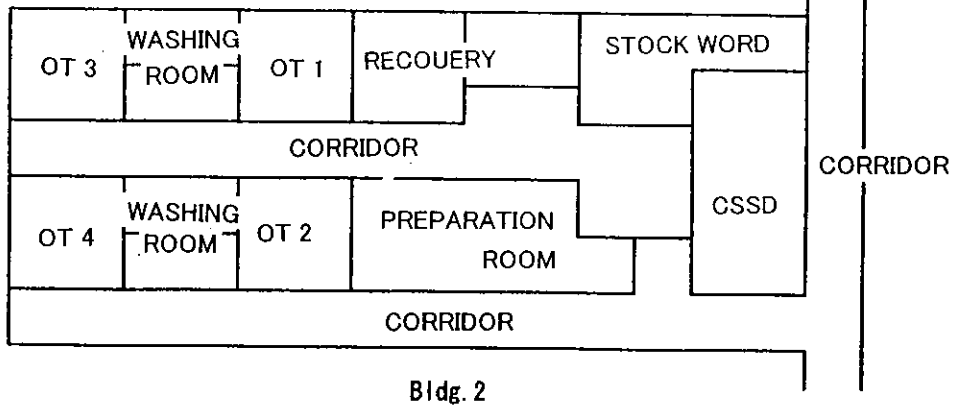 OT 3
WASHING
ROOM
OT 1
RECOUERY
STOCK WORD
CORRIDOR
CORRIDOR
OT 4
WASHING
ROOM
OT 2
PREPARATION
ROOM
CSSD
CORRIDOR
Bldg. 2